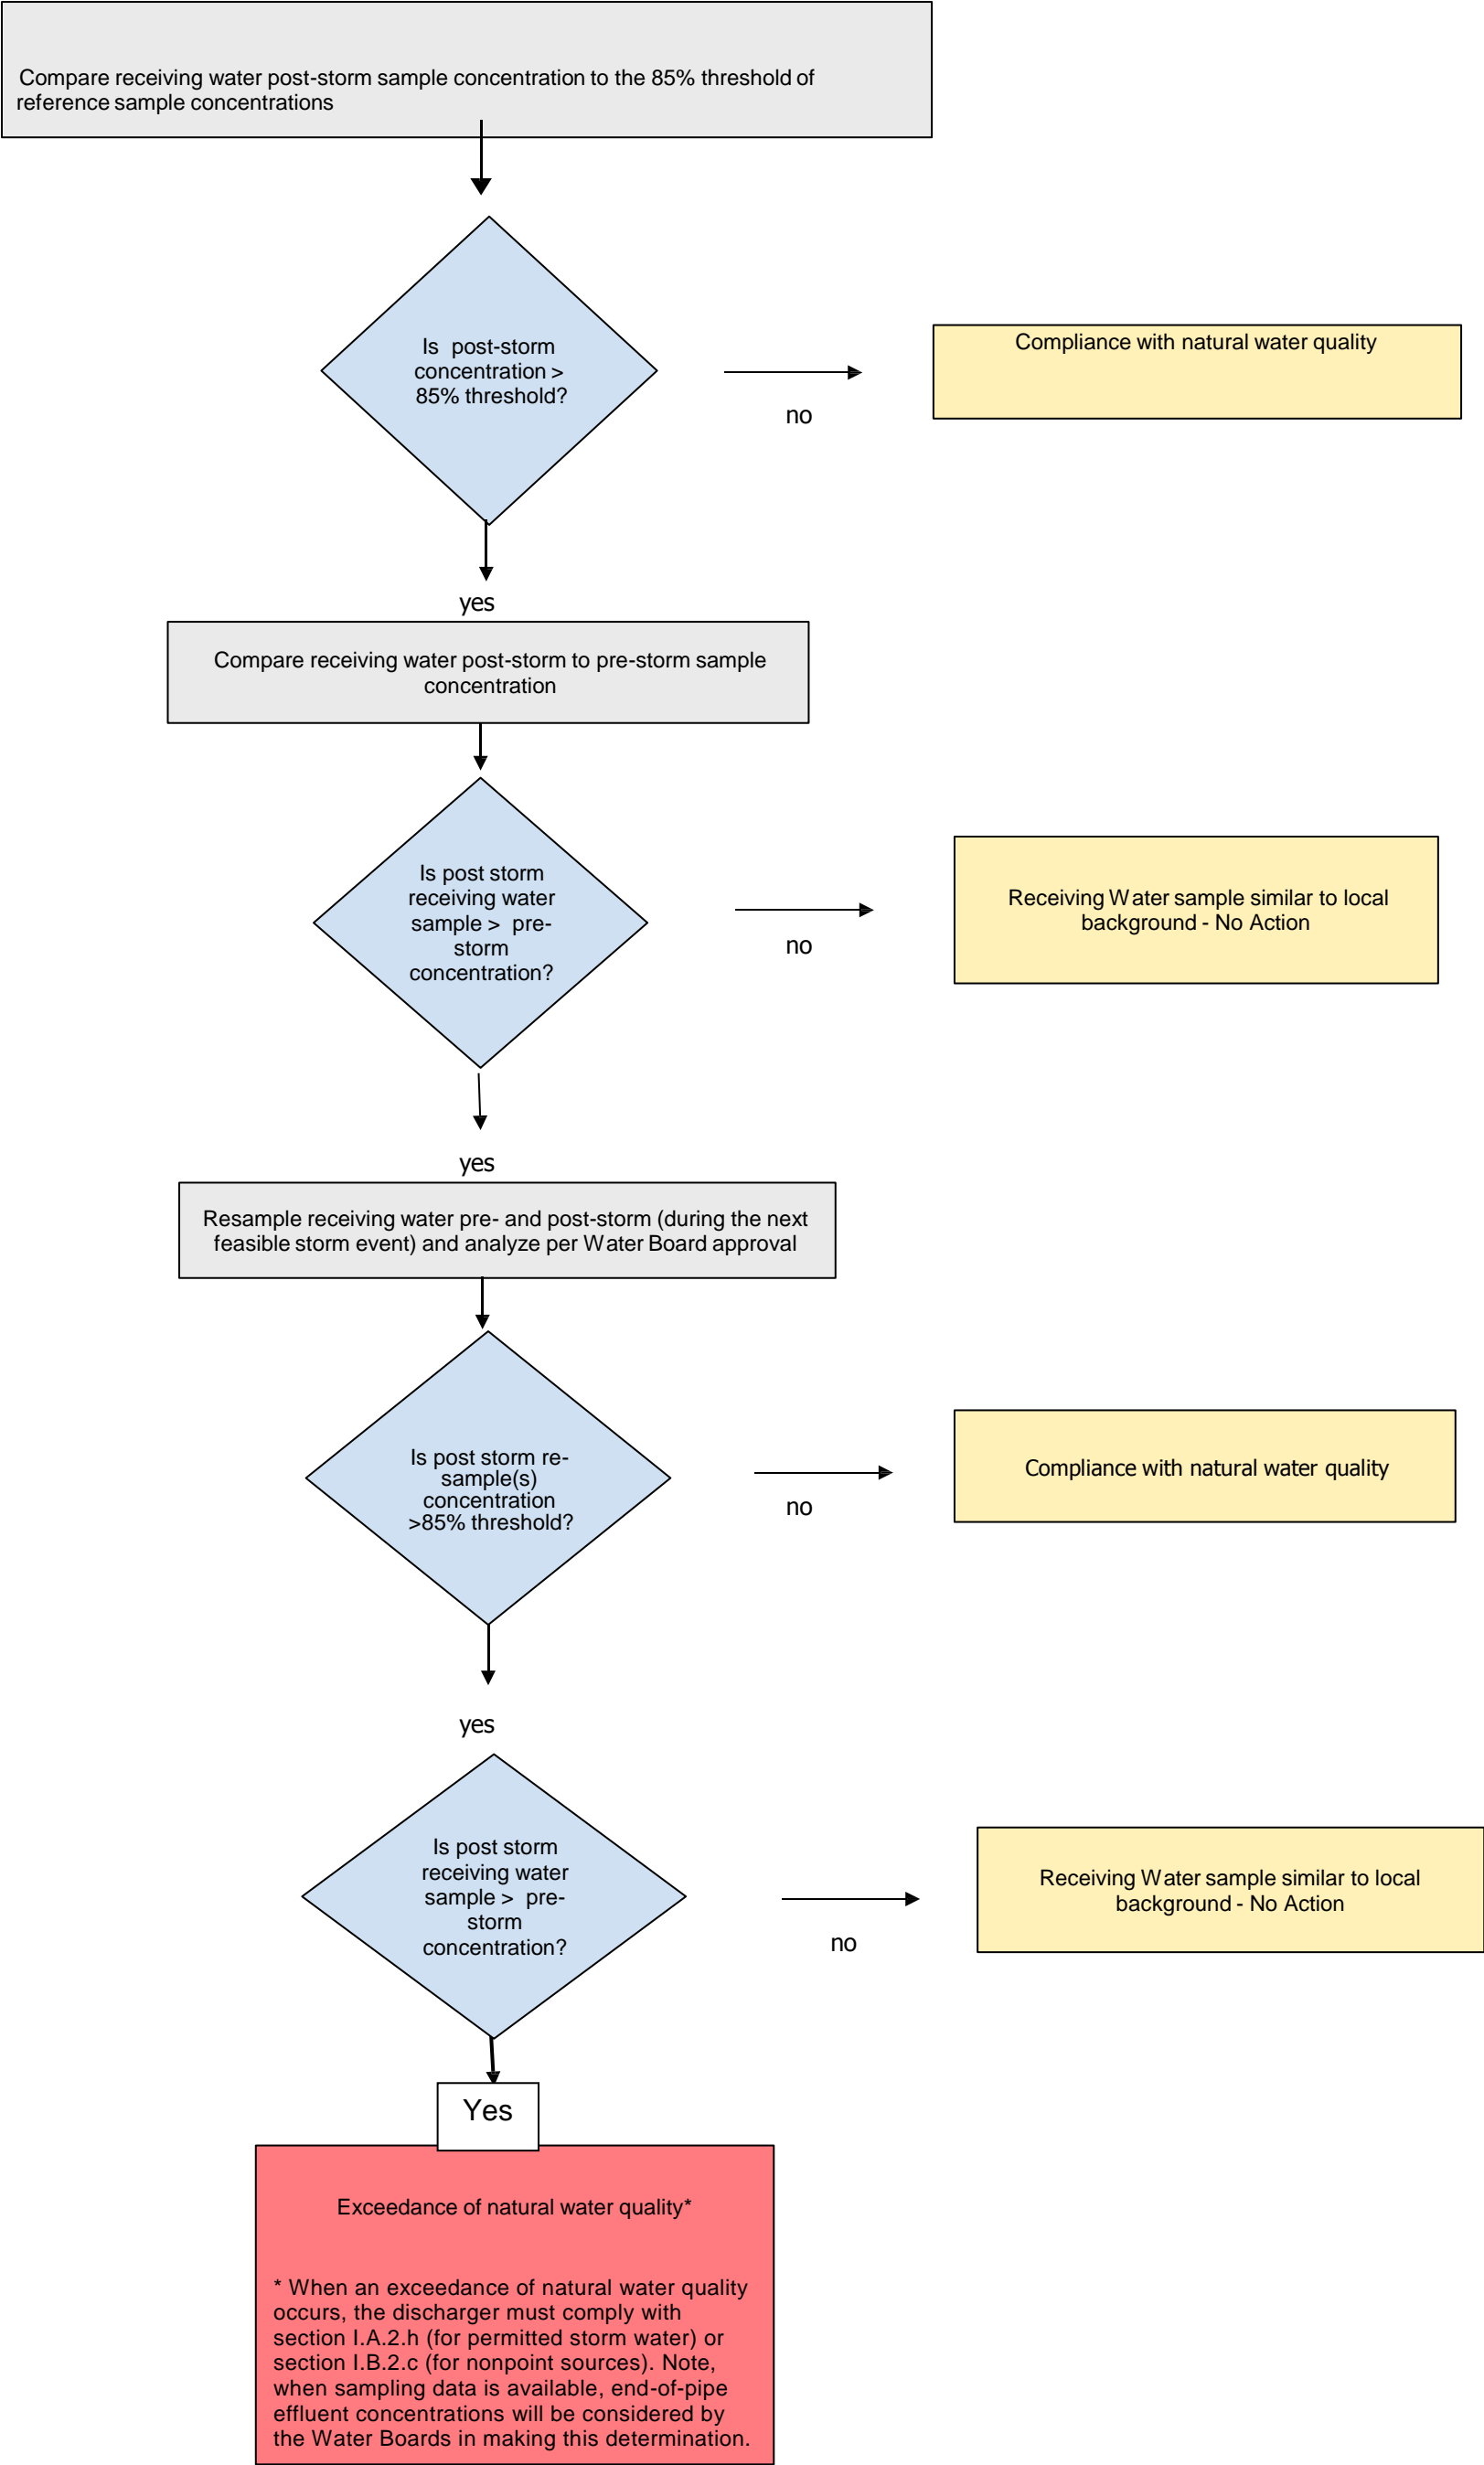 Compare receiving water post-storm sample concentration to the 85% threshold of
reference sample concentrations
Is post-storm
concentration >
85% threshold?
no
Compliance with natural water quality
yes
Compare receiving water post-storm to pre-storm sample
concentration
Is post storm
receiving water
sample > pre-
storm
concentration?
no
Receiving Water sample similar to local
background - No Action
yes
Resample receiving water pre- and post-storm (during the next
feasible storm event) and analyze per Water Board approval
Is post storm re-
sample(s)
concentration
>85% threshold?
no
Compliance with natural water quality
yes
Is post storm
receiving water
sample > pre-
storm
concentration?
no
Receiving Water sample similar to local
background - No Action
Yes
Exceedance of natural water quality*
* When an exceedance of natural water quality
occurs, the discharger must comply with
section I.A.2.h (for permitted storm water) or
section I.B.2.c (for nonpoint sources). Note,
when sampling data is available, end-of-pipe
effluent concentrations will be considered by
the Water Boards in making this determination.